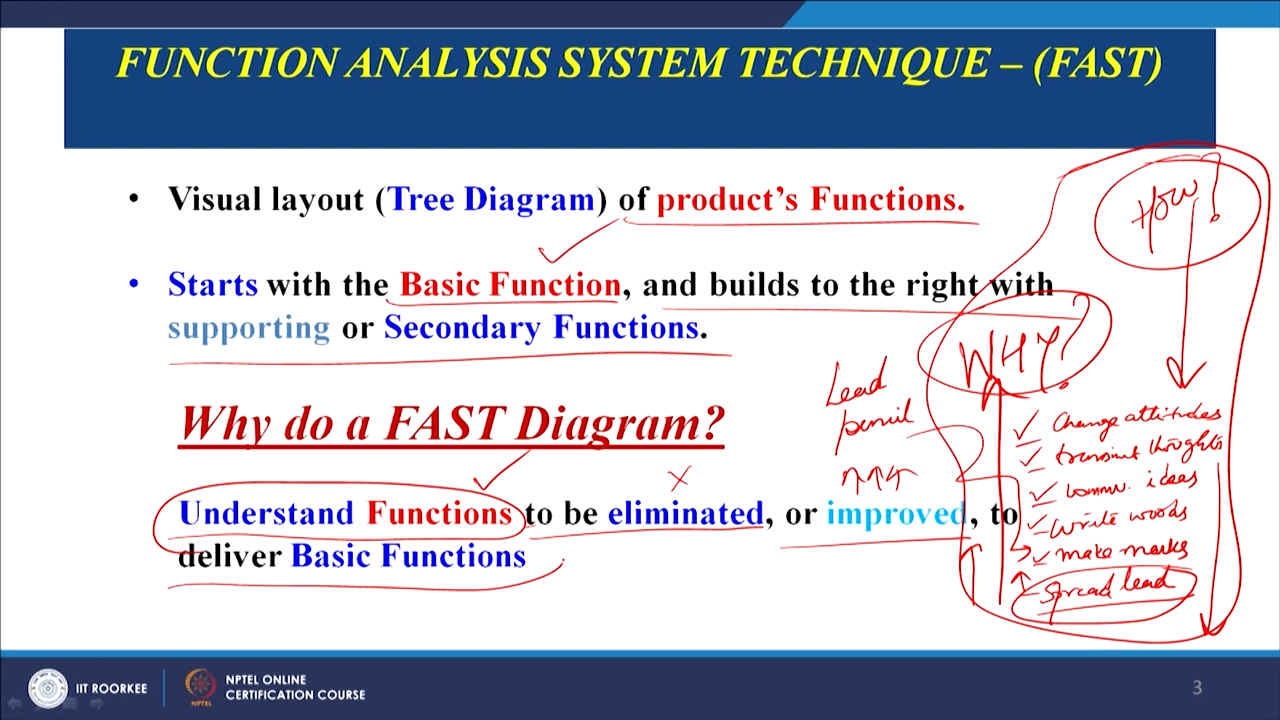 FUNCTION ANALYSIS SYSTEM TECHNIQUE – (FAST)
• Visual layout (Tree Diagram) of product's Functions.
• Starts with the Basic Function, and builds to the right with
supporting or Secondary Functions.
Why do a FAST Diagram?
Understand Functions to be eliminated, or improved, to
deliver Basic Functions
How?
WHY?
Lead
pencil
Change attitudes
transmit thoughts
Commu. ideas
Write woods
make marks
Spread lead
IIT ROORKEE
NPTEL
NPTEL ONLINE
CERTIFICATION COURSE
3